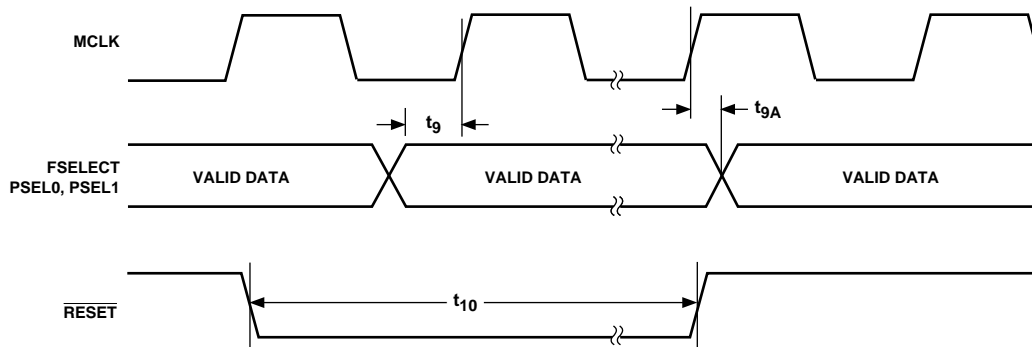 MCLK
t9A
t9
FSELECT
PSEL0, PSEL1
VALID DATA VALID DATA VALID DATA
RESET
t10